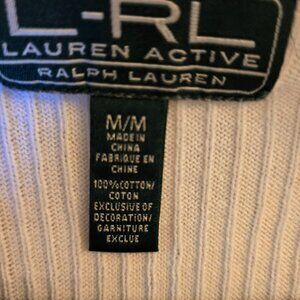 L-RL
LAUREN ACTIVE
RALPH LAUREN
M/M
MADE IN
CHINA
FABRIQUE EN
CHINE
100%COTTON/
COTON
EXCLUSIVE OF
DECORATION/
GARNITURE
EXCLUE